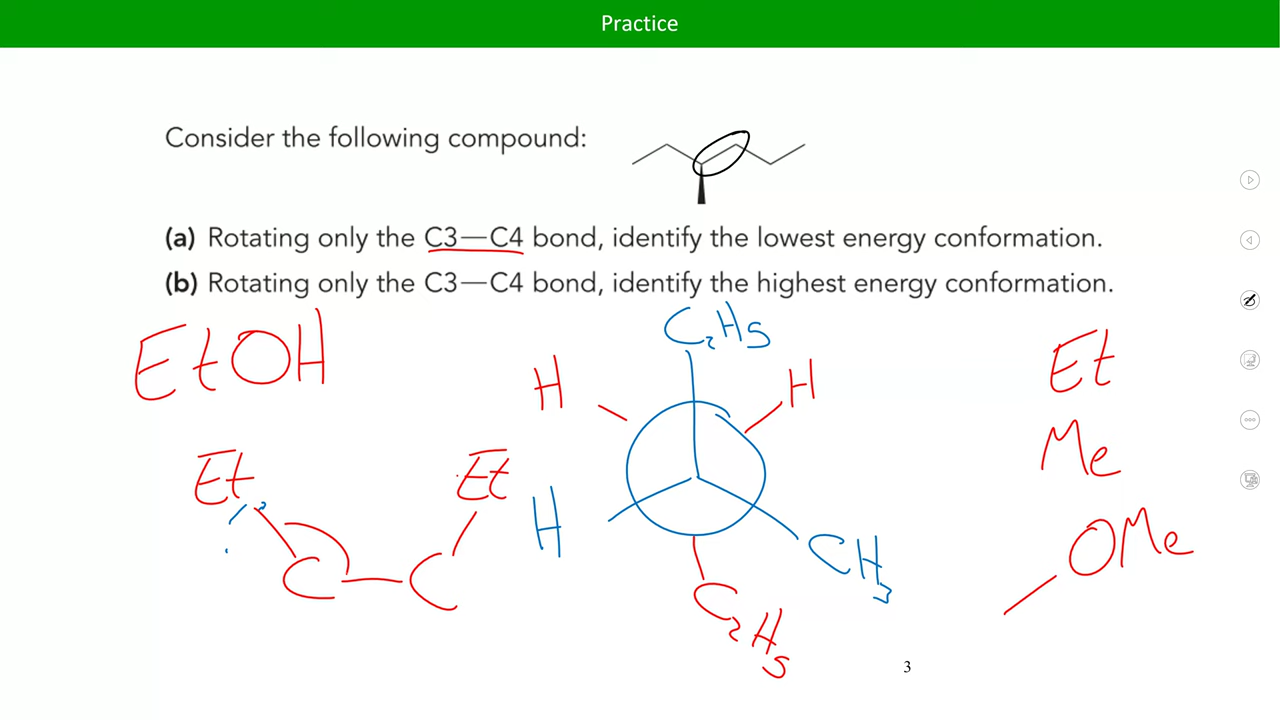 Practice
Consider the following compound:
(a) Rotating only the C3—C4 bond, identify the lowest energy conformation.
(b) Rotating only the C3—C4 bond, identify the highest energy conformation.
EtOH
C₂H₅
H
H
Et
Me
Et
Et
H
CH₃
OMe
C
C
C₂H₅
3